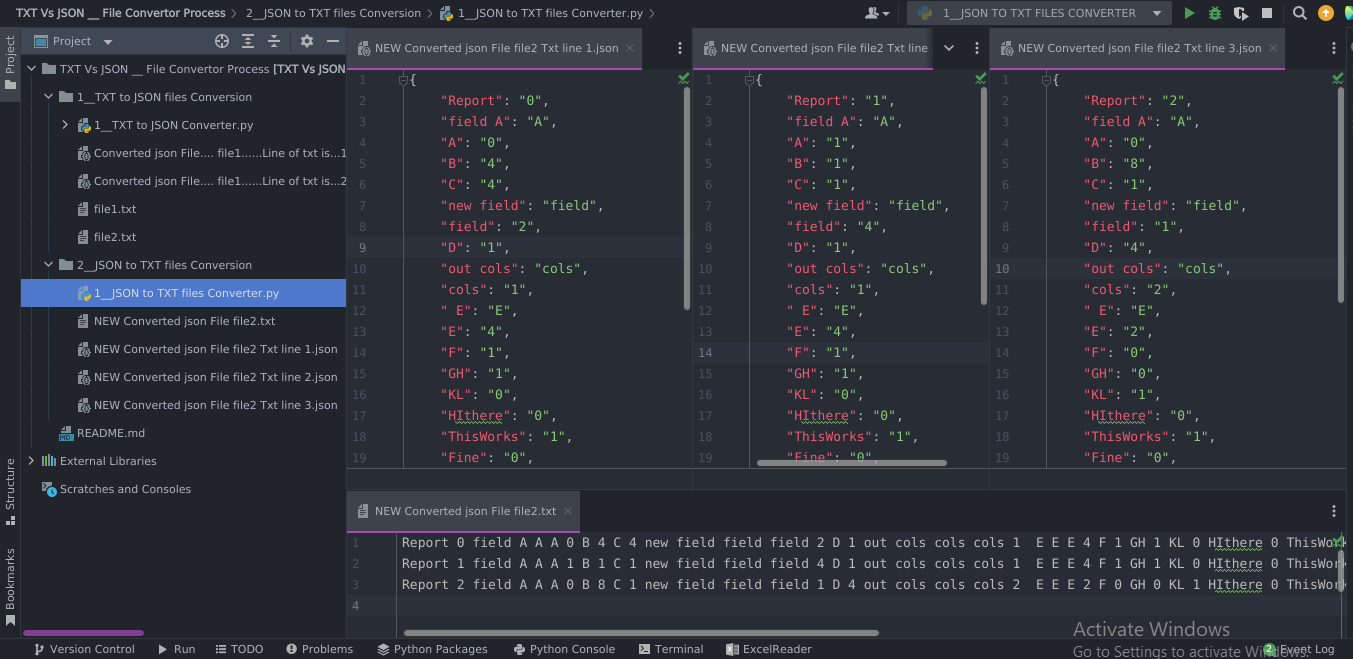 TXT Vs JSON __ File Convertor Process
2__JSON to TXT files Conversion
1__JSON to TXT files Converter.py
1__JSON TO TXT FILES CONVERTER
Project
Structure
Bookmarks
Project
TXT Vs JSON __ File Convertor Process [TXT Vs JSON
1__TXT to JSON files Conversion
1__TXT to JSON Converter.py
Converted json File.... file1......Line of txt is...1
Converted json File.... file1......Line of txt is...2
file1.txt
file2.txt
2__JSON to TXT files Conversion
1__JSON to TXT files Converter.py
NEW Converted json File file2.txt
NEW Converted json File file2 Txt line 1.json
NEW Converted json File file2 Txt line 2.json
NEW Converted json File file2 Txt line 3.json
README.md
External Libraries
Scratches and Consoles
NEW Converted json File file2 Txt line 1.json
1 {
2 "Report": "0",
3 "field A": "A",
4 "A": "0",
5 "B": "4",
6 "C": "4",
7 "new field": "field",
8 "field": "2",
9 "D": "1",
10 "out cols": "cols",
11 "cols": "1",
12 " E": "E",
13 "E": "4",
14 "F": "1",
15 "GH": "1",
16 "KL": "0",
17 "HIthere": "0",
18 "ThisWorks": "1",
19 "Fine": "0",
NEW Converted json File file2 Txt line
1 {
2 "Report": "1",
3 "field A": "A",
4 "A": "1",
5 "B": "1",
6 "C": "1",
7 "new field": "field",
8 "field": "4",
9 "D": "1",
10 "out cols": "cols",
11 "cols": "1",
12 " E": "E",
13 "E": "4",
14 "F": "1",
15 "GH": "1",
16 "KL": "0",
17 "HIthere": "0",
18 "ThisWorks": "1",
19 "Fine": "0",
NEW Converted json File file2 Txt line 3.json
1 {
2 "Report": "2",
3 "field A": "A",
4 "A": "0",
5 "B": "8",
6 "C": "1",
7 "new field": "field",
8 "field": "1",
9 "D": "4",
10 "out cols": "cols",
11 "cols": "2",
12 " E": "E",
13 "E": "2",
14 "F": "0",
15 "GH": "0",
16 "KL": "1",
17 "HIthere": "0",
18 "ThisWorks": "1",
19 "Fine": "0",
NEW Converted json File file2.txt
1 Report 0 field A A A 0 B 4 C 4 new field field field 2 D 1 out cols cols cols 1  E E E 4 F 1 GH 1 KL 0 HIthere 0 ThisWor
2 Report 1 field A A A 1 B 1 C 1 new field field field 4 D 1 out cols cols cols 1  E E E 4 F 1 GH 1 KL 0 HIthere 0 ThisWor
3 Report 2 field A A A 0 B 8 C 1 new field field field 1 D 4 out cols cols cols 2  E E E 2 F 0 GH 0 KL 1 HIthere 0 ThisWor
4
Activate Windows
Go to Settings to activate Windows.
Version Control
Run
TODO
Problems
Python Packages
Python Console
Terminal
ExcelReader
2 Event Log